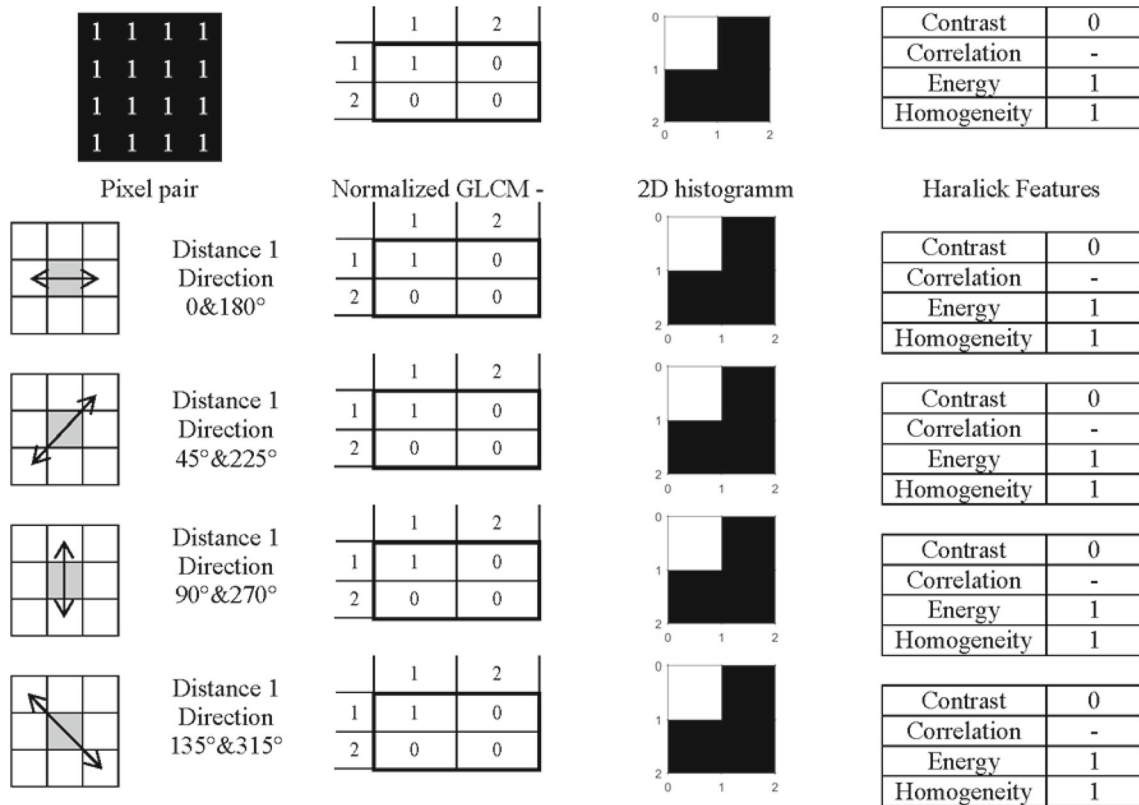 1 1 1 1
1 1 1 1
1 1 1 1
1 1 1 1
1 2
1 1 0
2 0 0
0
1
2
0 1 2
Contrast 0
Correlation -
Energy 1
Homogeneity 1
Pixel pair
Normalized GLCM -
2D histogramm
Haralick Features
Distance 1
Direction
0&180°
1 2
1 1 0
2 0 0
0
1
2
0 1 2
Contrast 0
Correlation -
Energy 1
Homogeneity 1
Distance 1
Direction
45°&225°
1 2
1 1 0
2 0 0
0
1
2
0 1 2
Contrast 0
Correlation -
Energy 1
Homogeneity 1
Distance 1
Direction
90°&270°
1 2
1 1 0
2 0 0
0
1
2
0 1 2
Contrast 0
Correlation -
Energy 1
Homogeneity 1
Distance 1
Direction
135°&315°
1 2
1 1 0
2 0 0
0
1
2
0 1 2
Contrast 0
Correlation -
Energy 1
Homogeneity 1